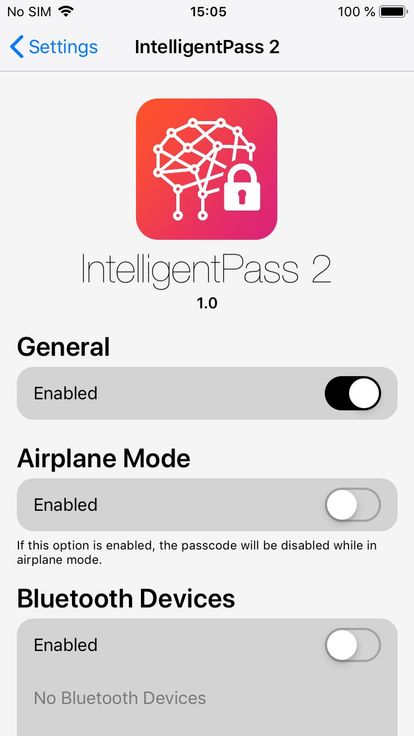 No SIM 15:05 100 %
Settings IntelligentPass 2
IntelligentPass 2
1.0
General
Enabled
Airplane Mode
Enabled
If this option is enabled, the passcode will be disabled while in
airplane mode.
Bluetooth Devices
Enabled
No Bluetooth Devices